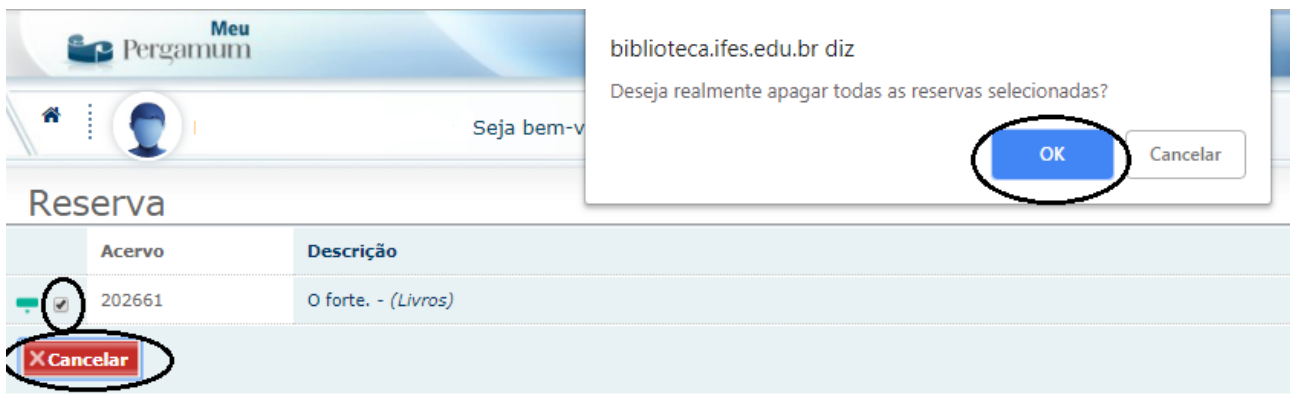 Meu
Pergamum
biblioteca.ifes.edu.br diz
Deseja realmente apagar todas as reservas selecionadas?
OK Cancelar
Seja bem-v
Reserva
Acervo Descrição
202661 O forte. - (Livros)
XCancelar